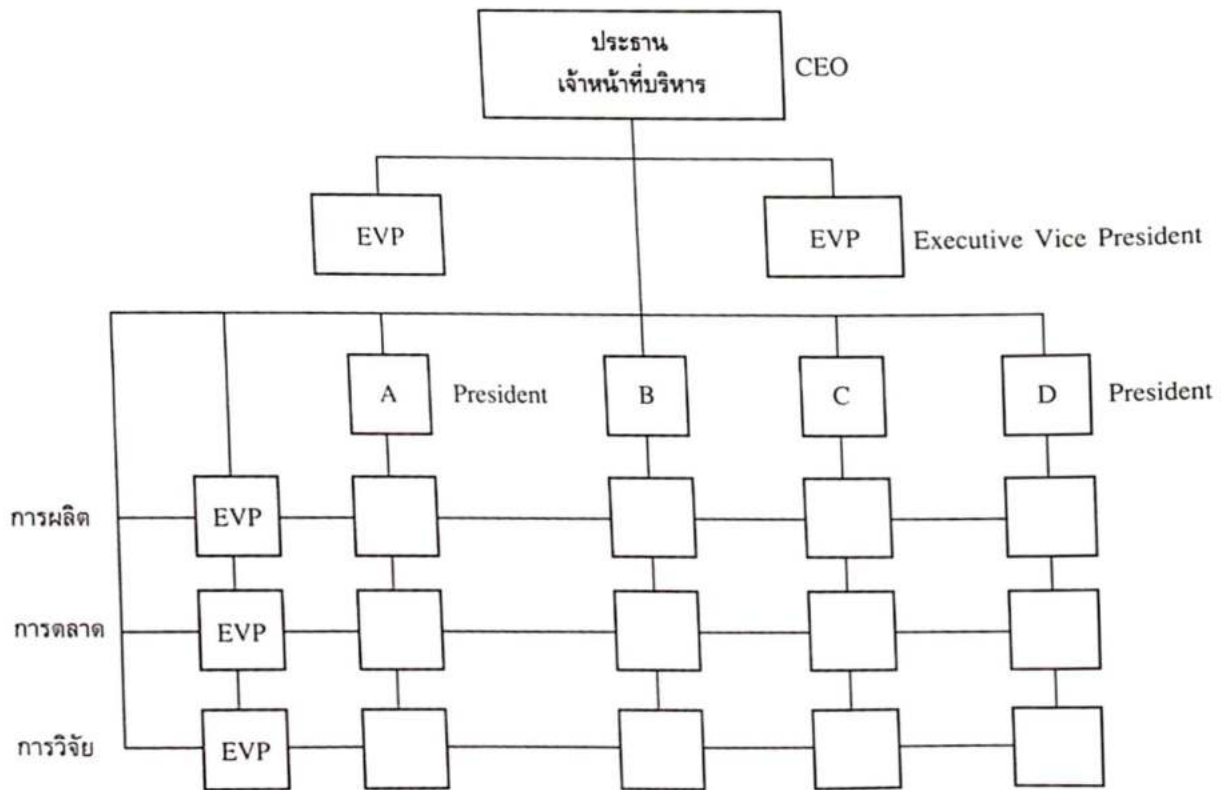 ประธาน
เจ้าหน้าที่บริหาร
CEO
EVP
EVP
Executive Vice President
A
President
B
C
D
President
การผลิต
EVP
การตลาด
EVP
การวิจัย
EVP